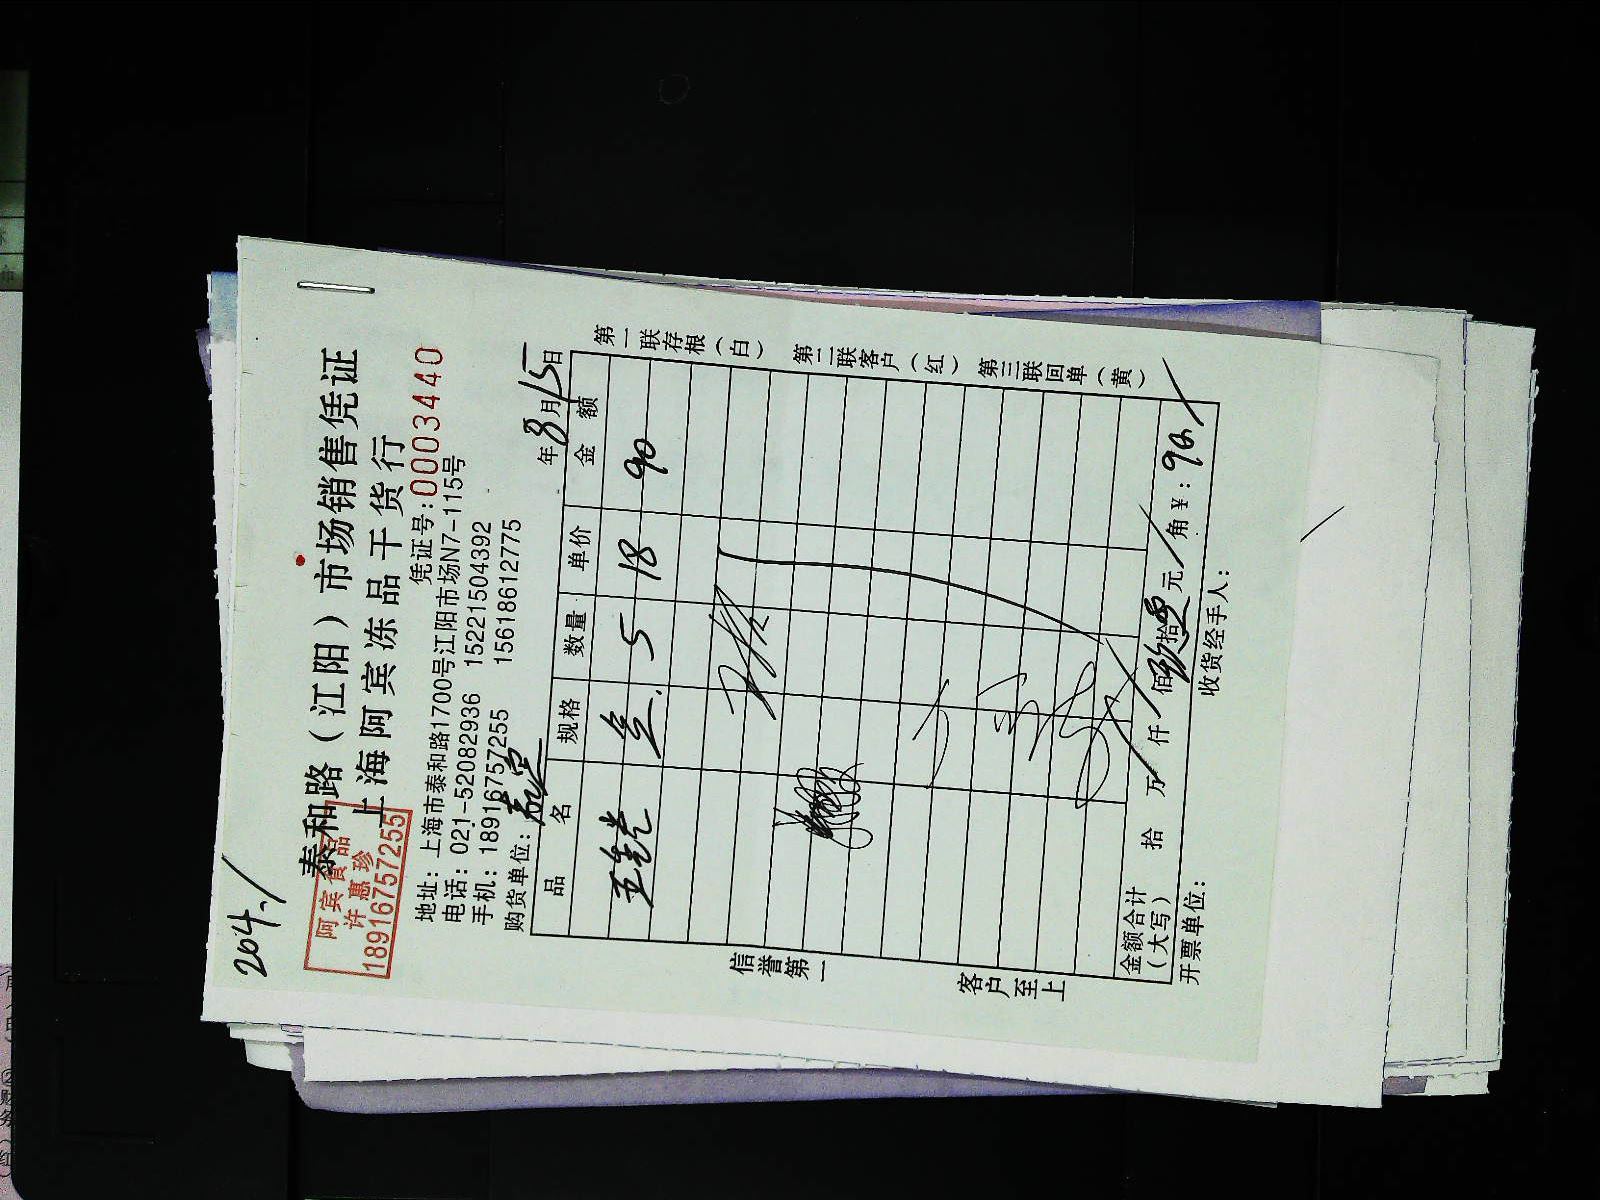 204.1
泰和路（江阳）市场销售凭证
上海阿宾冻品干货行
阿宾食品
许惠珍
18916757255
凭证号:0003440
地址：上海市泰和路1700号江阳市场N7-115号
电话：021-52082936 15221504392
手机：18916757255 15618612775
购货单位：
年8月15日
品名 规格 数量 单价 金额
5 18 90
信誉第一
客户至上
第一联存根（白）
第二联客户（红）
第三联回单（黄）
金额合计（大写） 拾 万 仟 佰 玖拾 元 角 ¥：90
开票单位：
收货经手人：